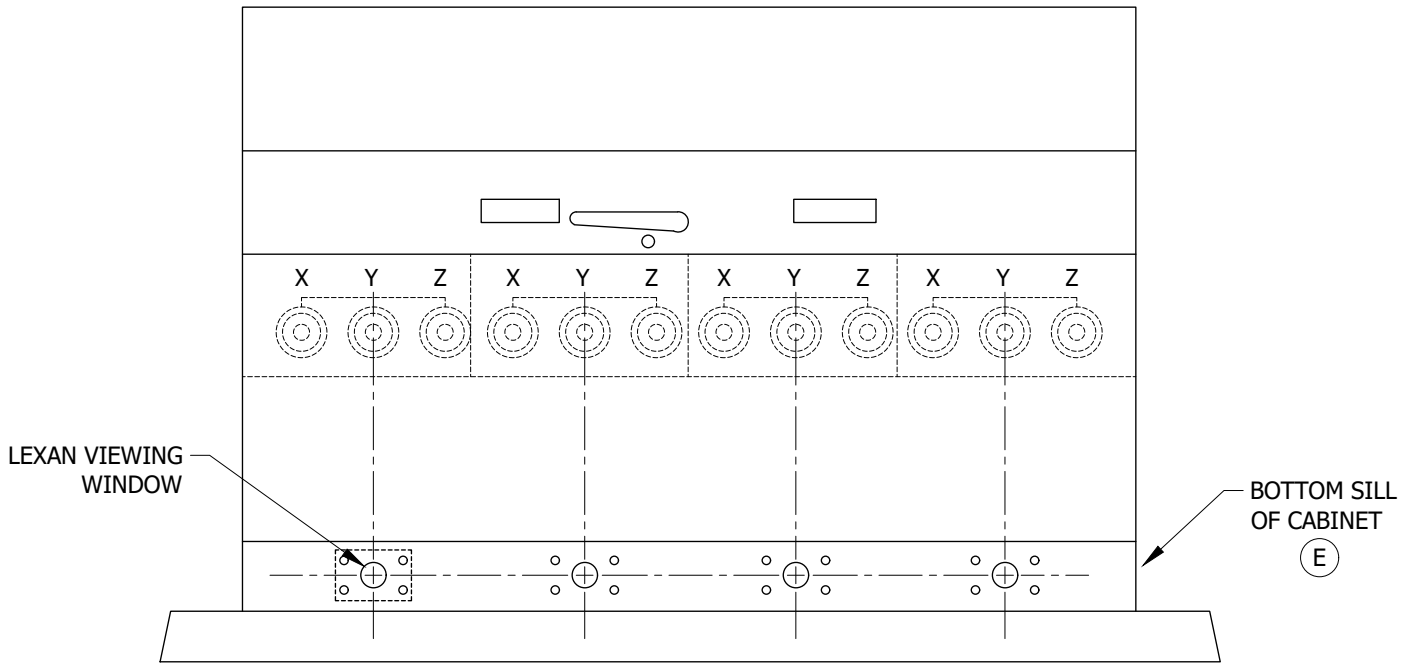 X Y Z X Y Z X Y Z X Y Z
LEXAN VIEWING
WINDOW
BOTTOM SILL
OF CABINET
E